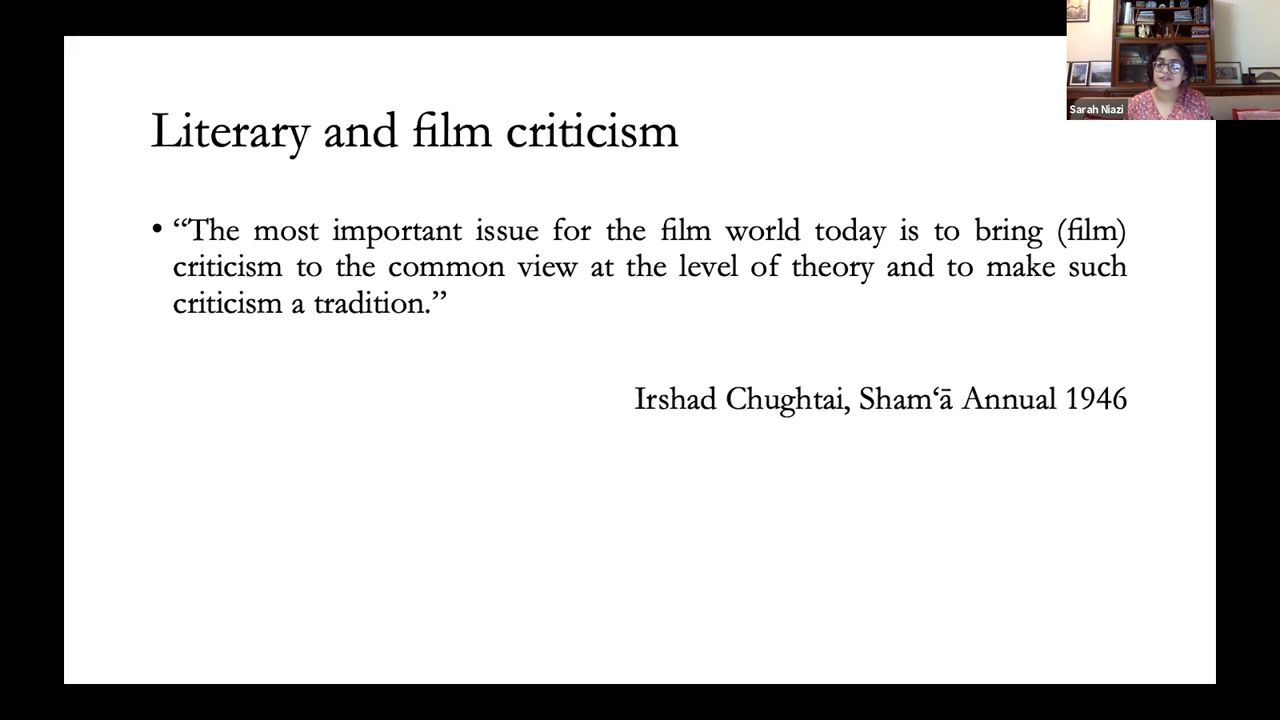 Sarah Niazi
Literary and film criticism
• “The most important issue for the film world today is to bring (film)
criticism to the common view at the level of theory and to make such
criticism a tradition.”
Irshad Chughtai, Sham‘ā Annual 1946